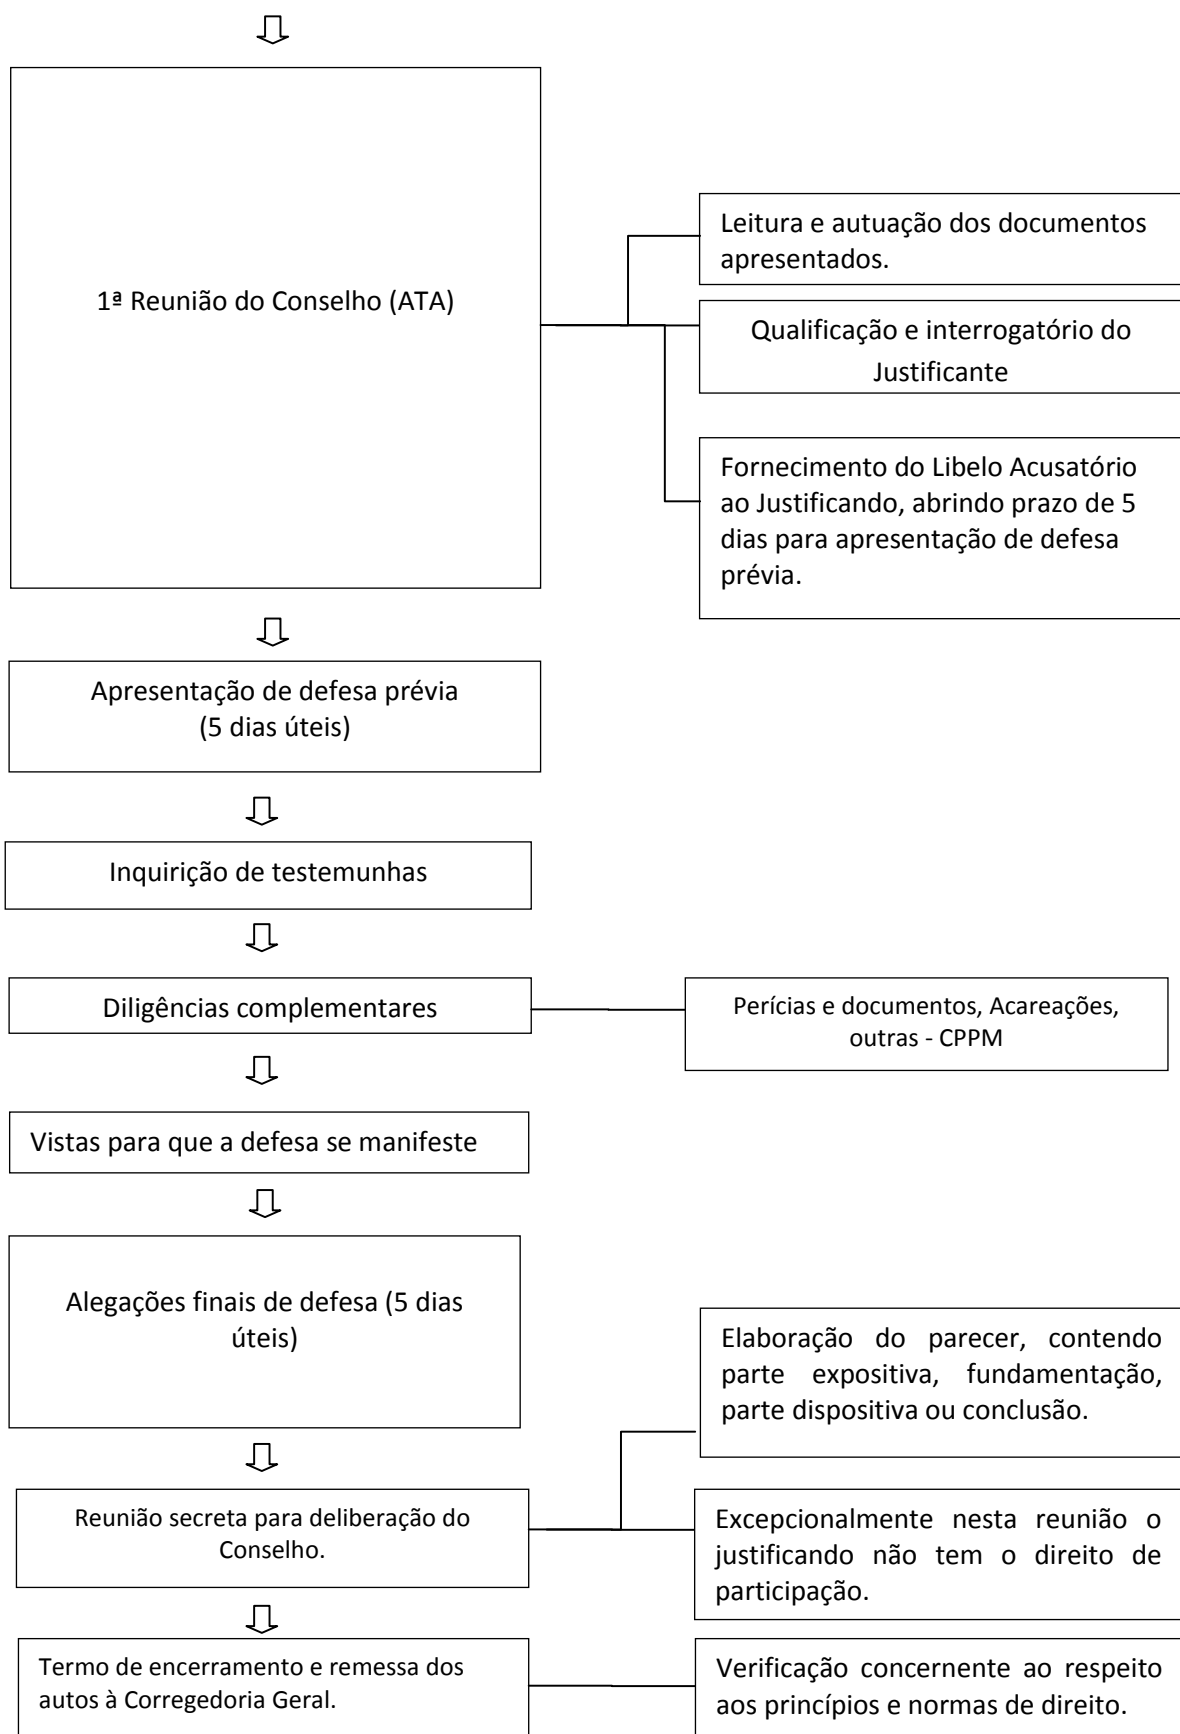 1ª Reunião do Conselho (ATA)
Leitura e autuação dos documentos
apresentados.
Qualificação e interrogatório do
Justificante
Fornecimento do Libelo Acusatório
ao Justificando, abrindo prazo de 5
dias para apresentação de defesa
prévia.
Apresentação de defesa prévia
(5 dias úteis)
Inquirição de testemunhas
Diligências complementares
Perícias e documentos, Acareações,
outras - CPPM
Vistas para que a defesa se manifeste
Alegações finais de defesa (5 dias
úteis)
Elaboração do parecer, contendo
parte expositiva, fundamentação,
parte dispositiva ou conclusão.
Reunião secreta para deliberação do
Conselho.
Excepcionalmente nesta reunião o
justificando não tem o direito de
participação.
Termo de encerramento e remessa dos
autos à Corregedoria Geral.
Verificação concernente ao respeito
aos princípios e normas de direito.